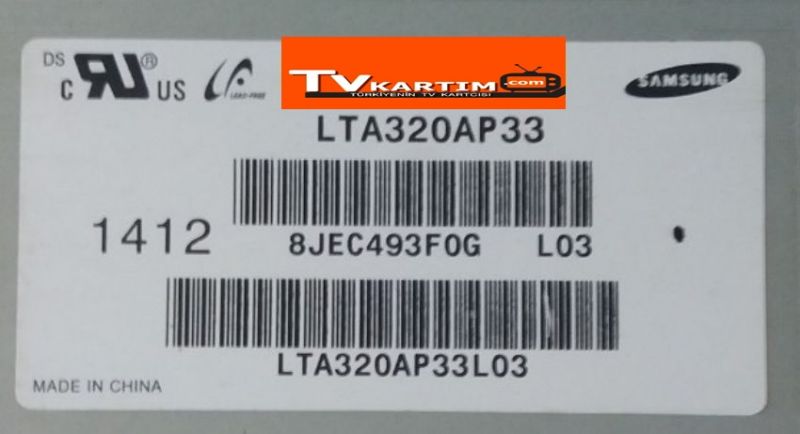 DS
C RU® US
LEAD-FREE
TVKARTIM.com
TÜRKİYENİN TV KARTCISI
SAMSUNG
LTA320AP33
1412
8JEC493F0G L03
LTA320AP33L03
MADE IN CHINA